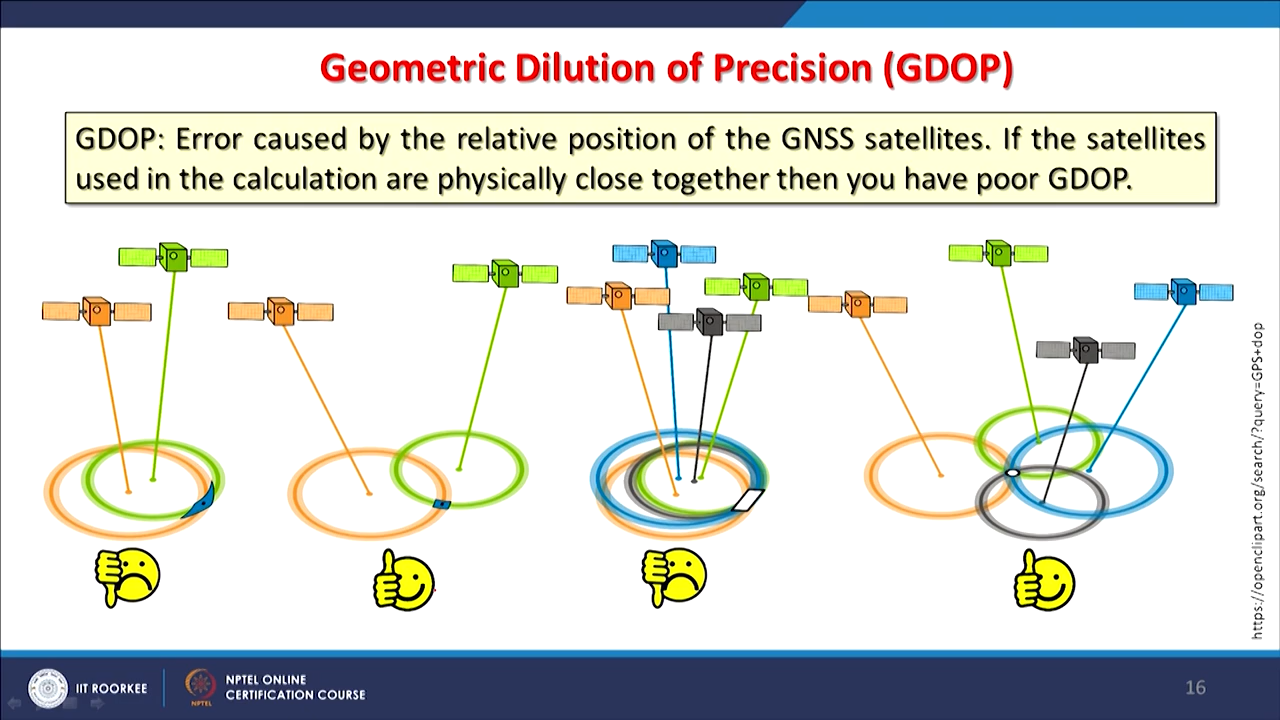 Geometric Dilution of Precision (GDOP)
GDOP: Error caused by the relative position of the GNSS satellites. If the satellites
used in the calculation are physically close together then you have poor GDOP.
https://openclipart.org/search/?query=GPS+dop
IIT ROORKEE
NPTEL
NPTEL ONLINE
CERTIFICATION COURSE
16